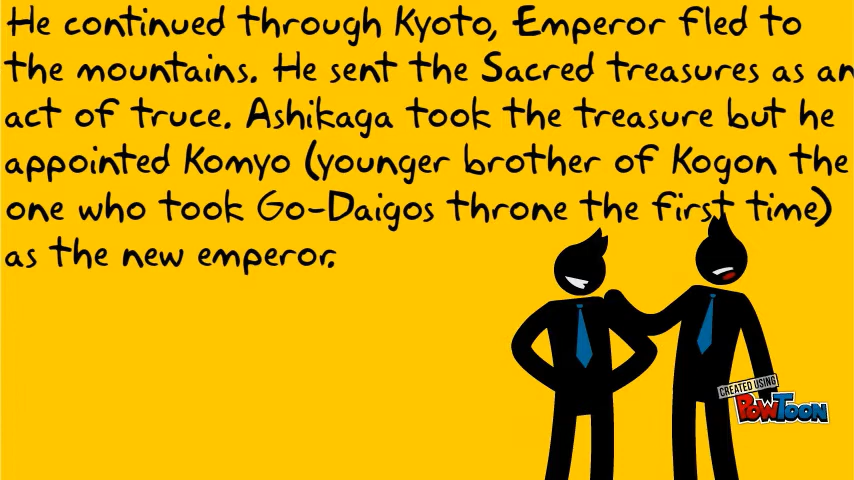 He continued through Kyoto, Emperor fled to
the mountains. He sent the Sacred treasures as an
act of truce. Ashikaga took the treasure but he
appointed Komyo (younger brother of Kogon the
one who took Go-Daigos throne the first time)
as the new emperor.
CREATED USING
POWTOON